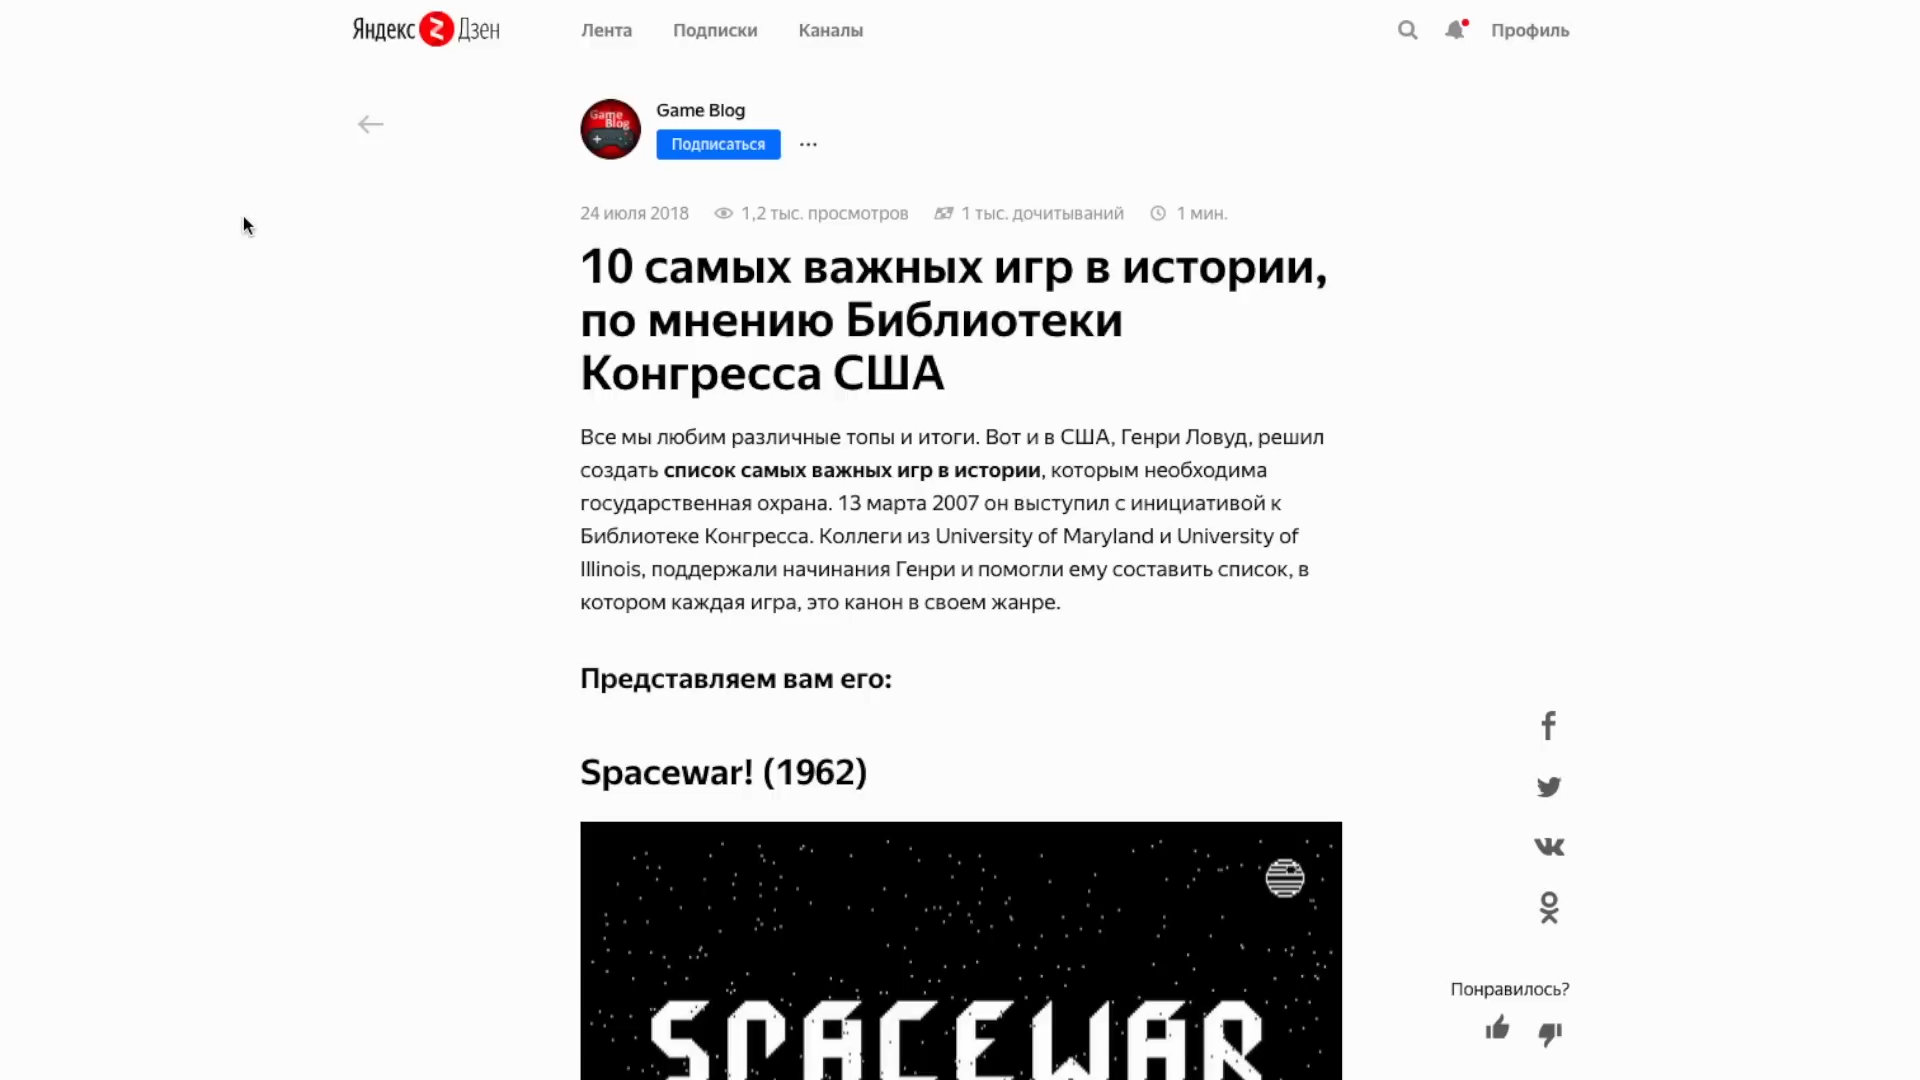 Яндекс Дзен
Лента
Подписки
Каналы
Профиль
Game Blog
Game Blog
Подписаться
24 июля 2018
1,2 тыс. просмотров
1 тыс. дочитываний
1 мин.
10 самых важных игр в истории,
по мнению Библиотеки
Конгресса США
Все мы любим различные топы и итоги. Вот и в США, Генри Ловуд, решил
создать список самых важных игр в истории, которым необходима
государственная охрана. 13 марта 2007 он выступил с инициативой к
Библиотеке Конгресса. Коллеги из University of Maryland и University of
Illinois, поддержали начинания Генри и помогли ему составить список, в
котором каждая игра, это канон в своем жанре.
Представляем вам его:
Spacewar! (1962)
SPACEWAR
Понравилось?